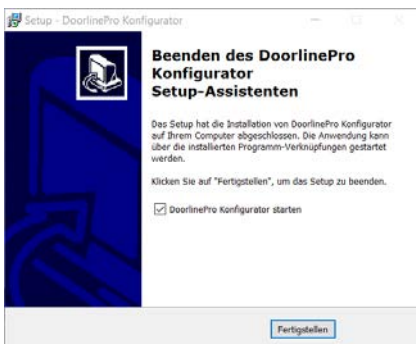 Setup - DoorlinePro Konfigurator
Beenden des DoorlinePro
Konfigurator
Setup-Assistenten
Das Setup hat die Installation von DoorlinePro Konfigurator
auf Ihrem Computer abgeschlossen. Die Anwendung kann
über die installierten Programm-Verknüpfungen gestartet
werden.
Klicken Sie auf "Fertigstellen", um das Setup zu beenden.
DoorlinePro Konfigurator starten
Fertigstellen